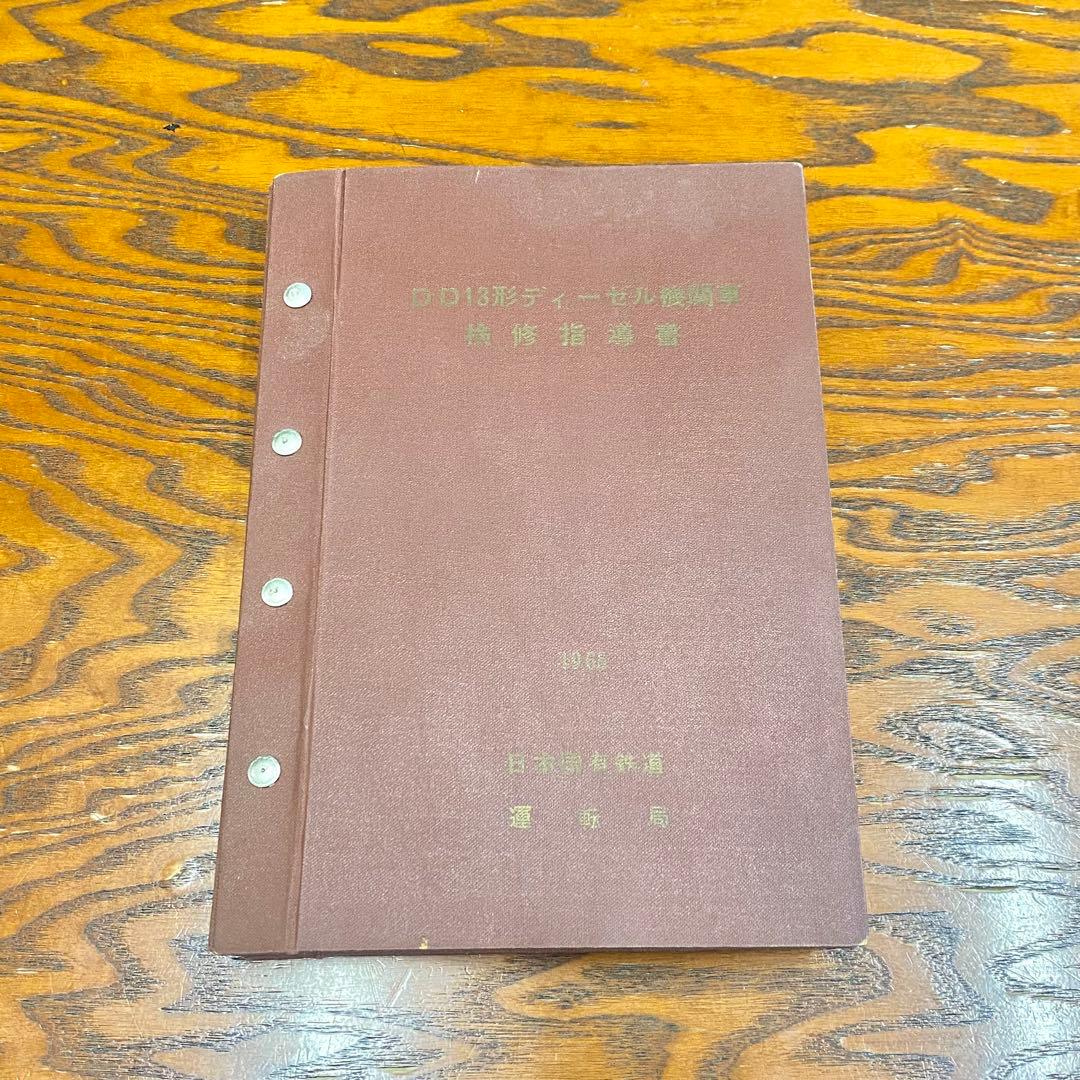 DD13形ディーゼル機関車
検修指導書
1965
日本国有鉄道
運転局